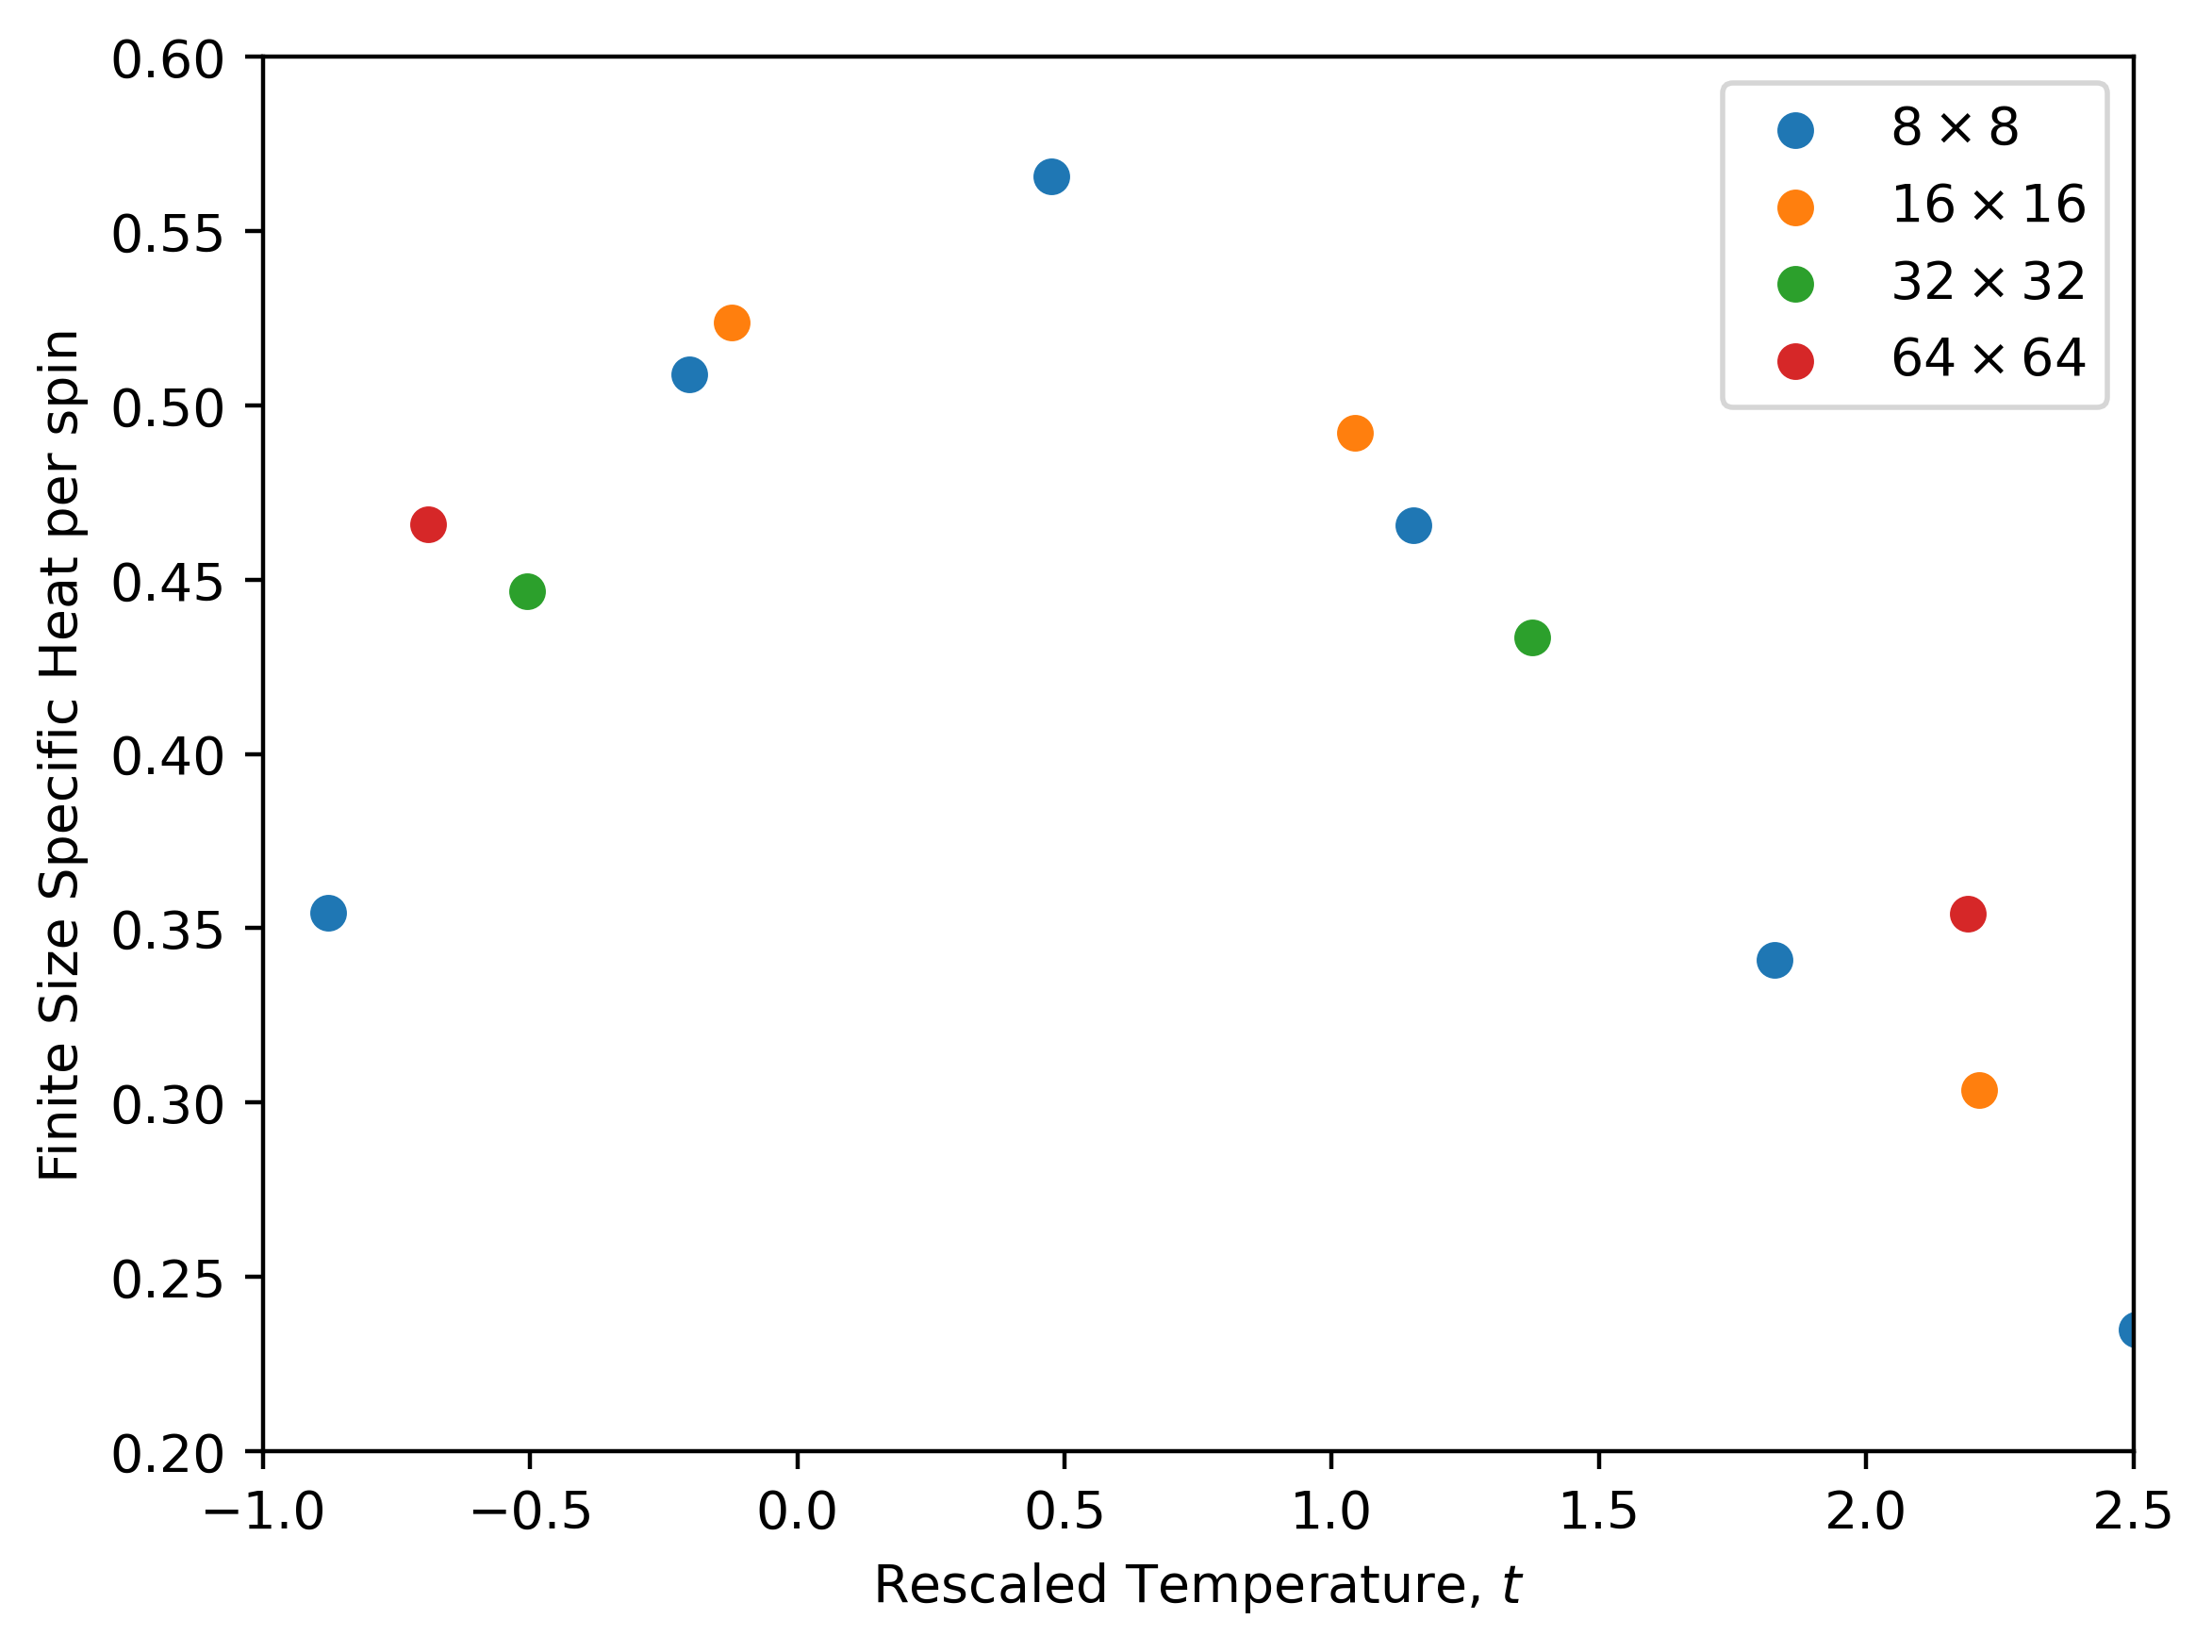 0.60
0.55
0.50
0.45
0.40
0.35
0.30
0.25
0.20
−1.0 −0.5 0.0 0.5 1.0 1.5 2.0 2.5
Finite Size Specific Heat per spin
Rescaled Temperature, t
8 × 8
16 × 16
32 × 32
64 × 64